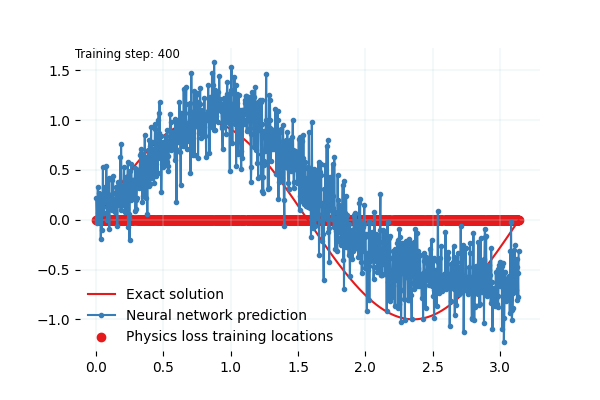 Training step: 400
1.5
1.0
0.5
0.0
−0.5
−1.0
Exact solution
Neural network prediction
Physics loss training locations
0.0 0.5 1.0 1.5 2.0 2.5 3.0